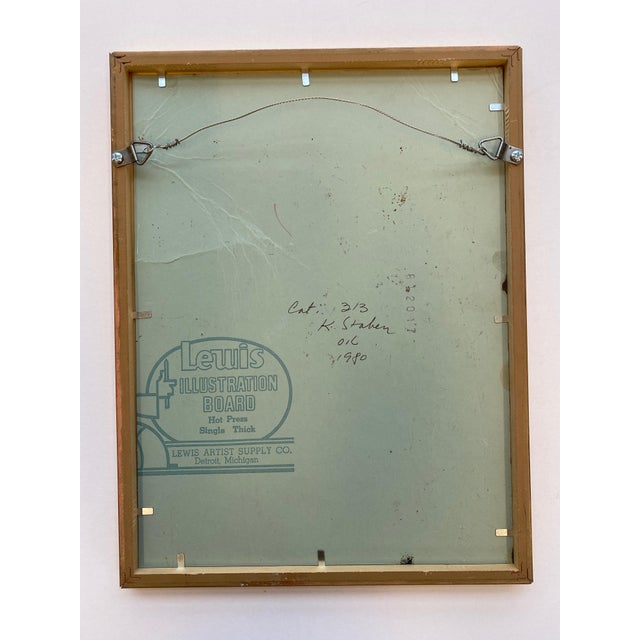 Cat. 313
K. Staben
OIL
1980
Lewis
ILLUSTRATION
BOARD
Hot Press
Single Thick
LEWIS ARTIST SUPPLY CO.
Detroit, Michigan